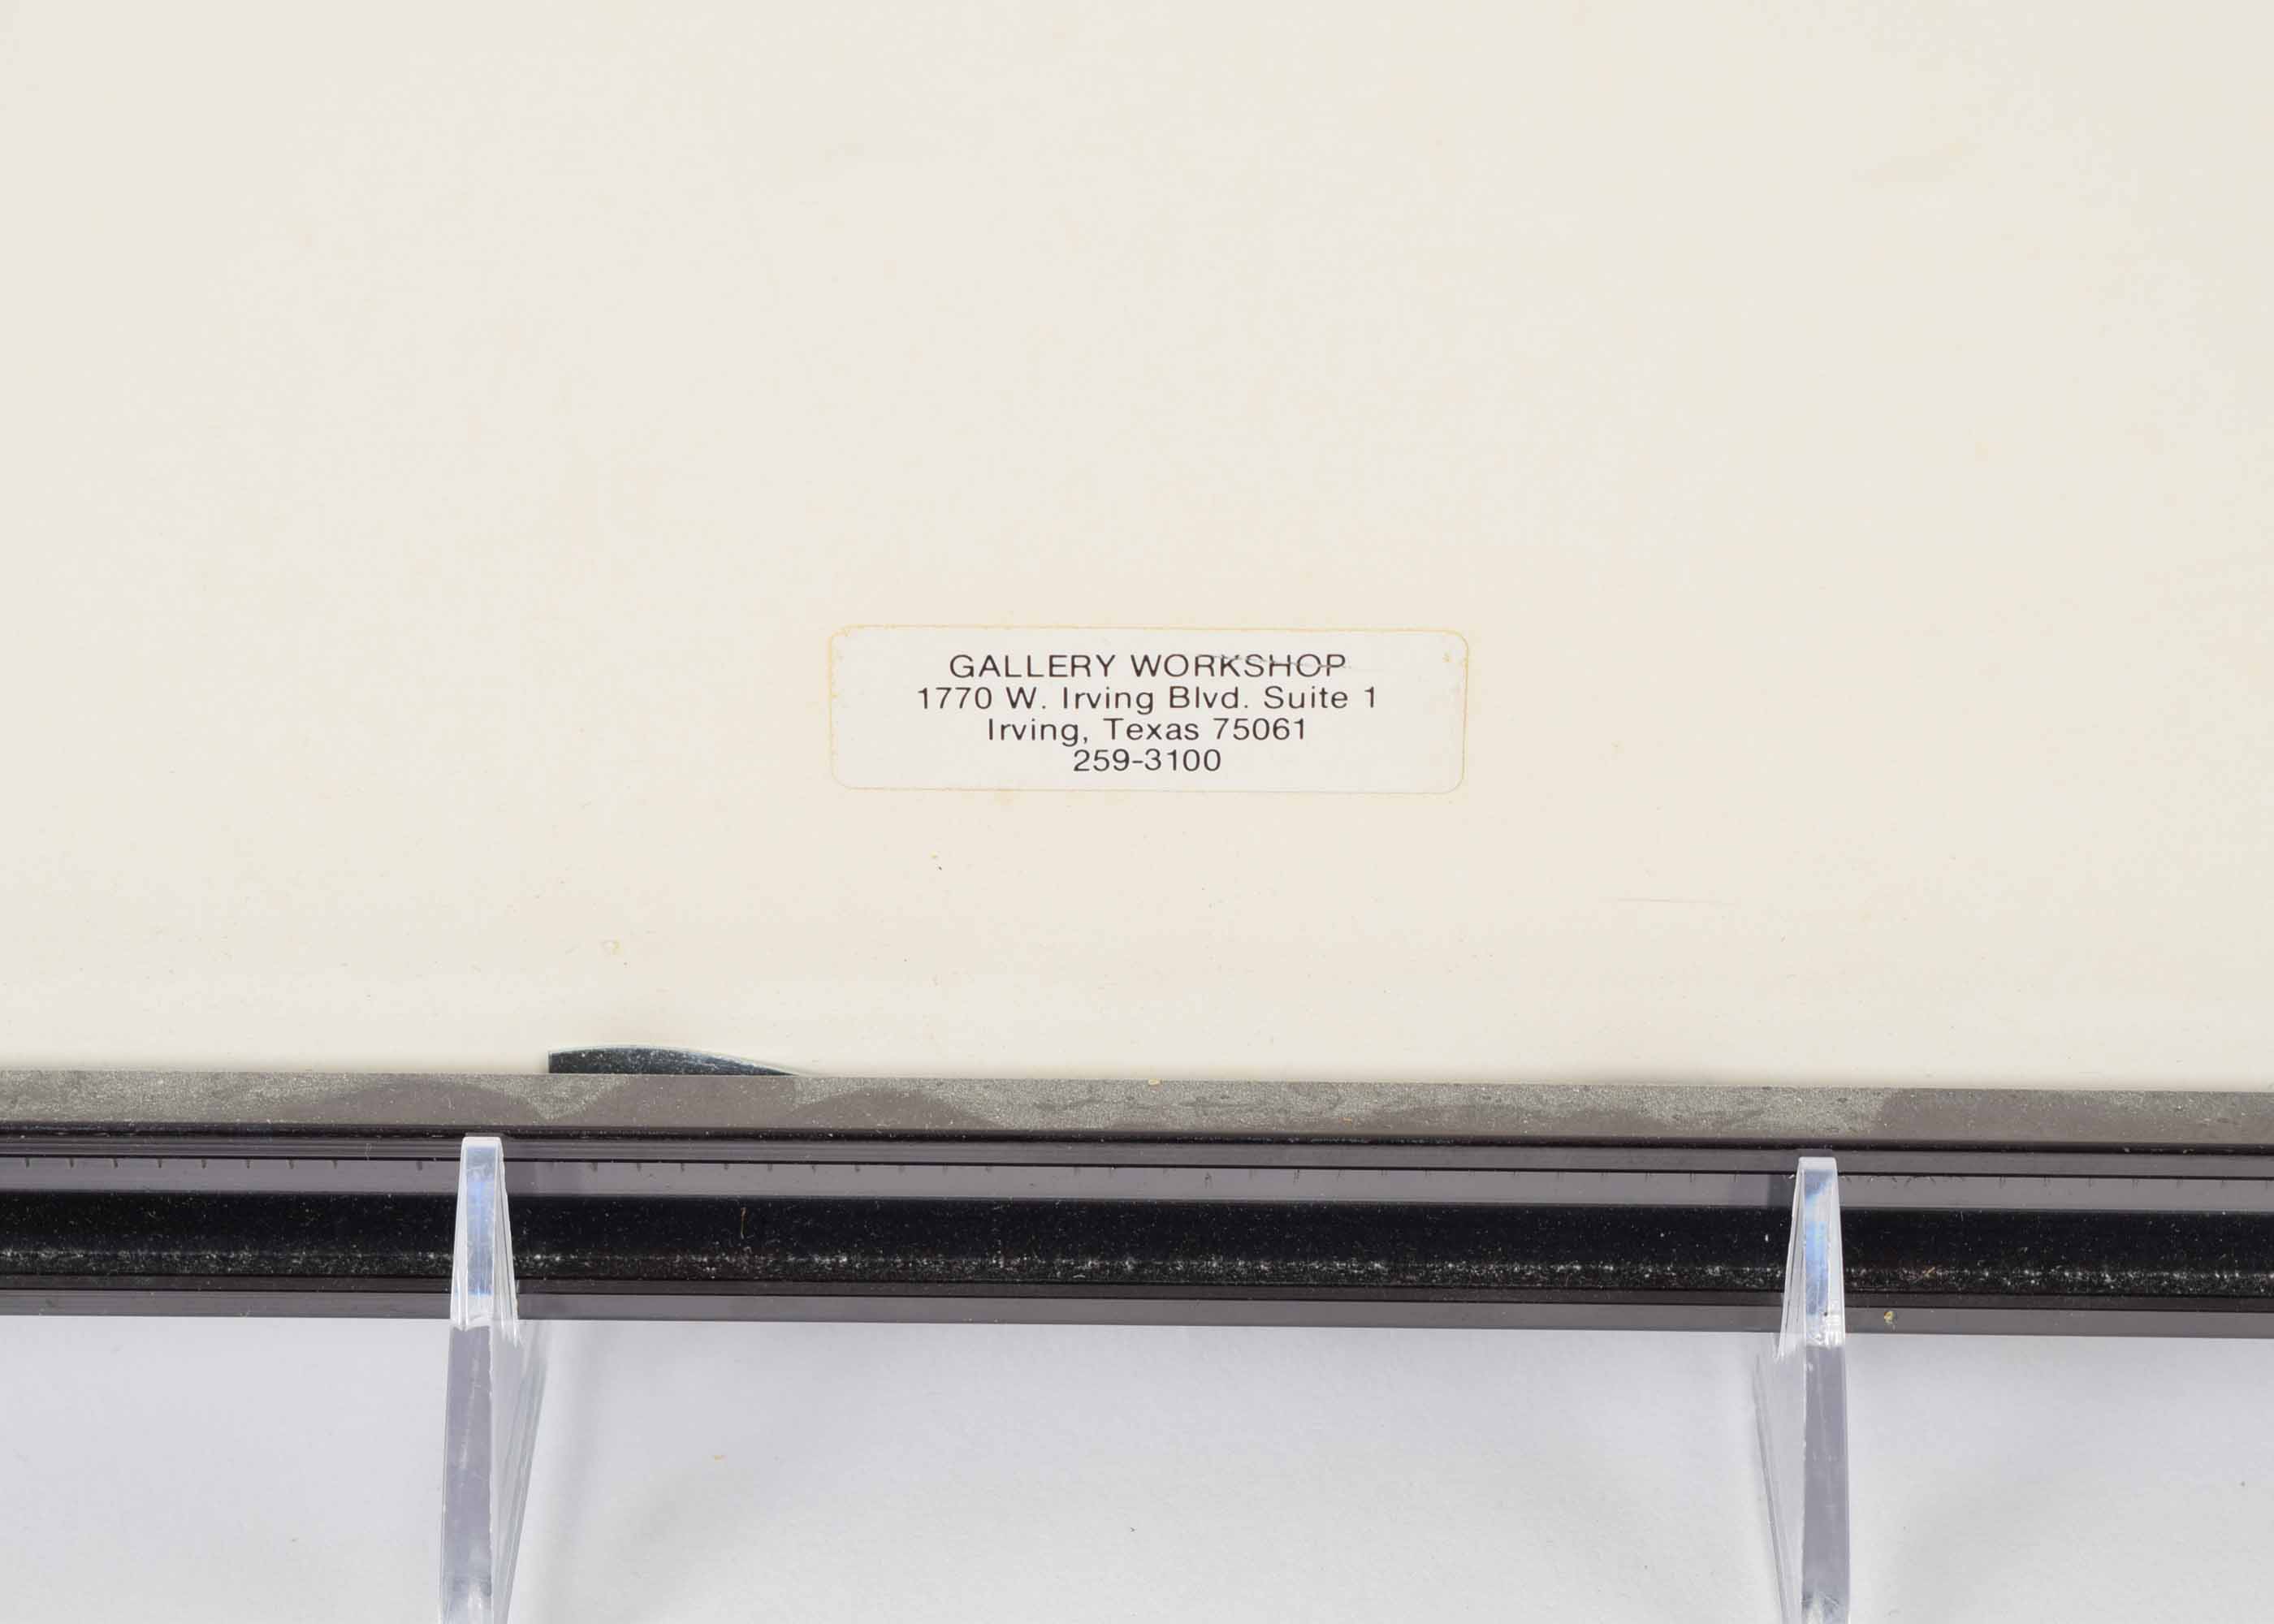 GALLERY WORKSHOP
1770 W. Irving Blvd. Suite 1
Irving, Texas 75061
259-3100